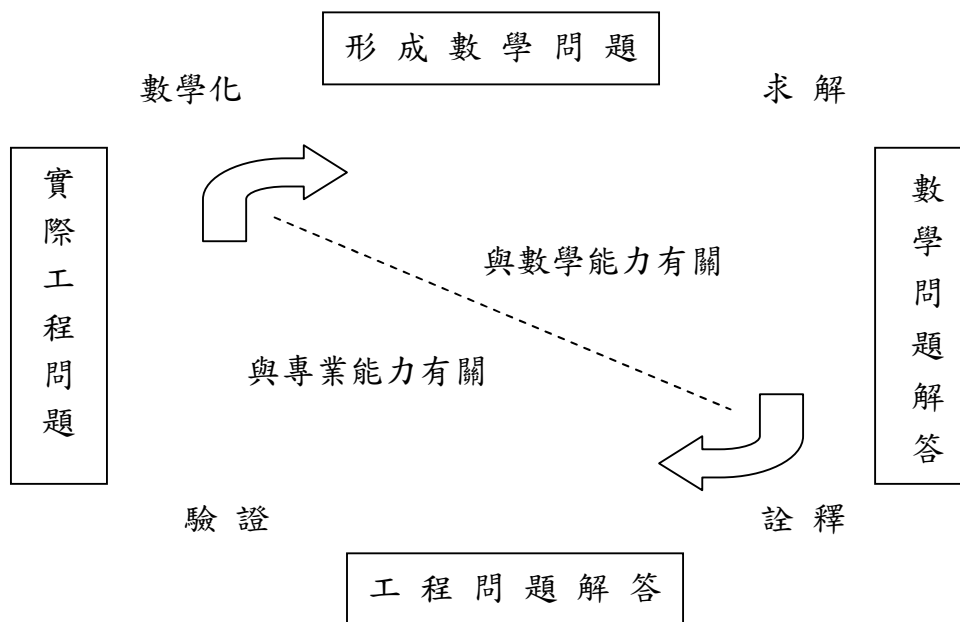 形成數學問題
數學化
求解
實際工程問題
數學問題解答
與數學能力有關
與專業能力有關
驗證
詮釋
工程問題解答